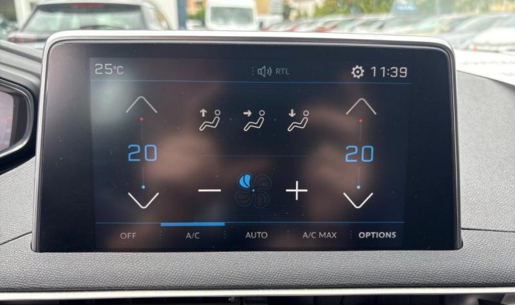 25°C RTL 11:39
20 20
OFF A/C AUTO A/C MAX OPTIONS